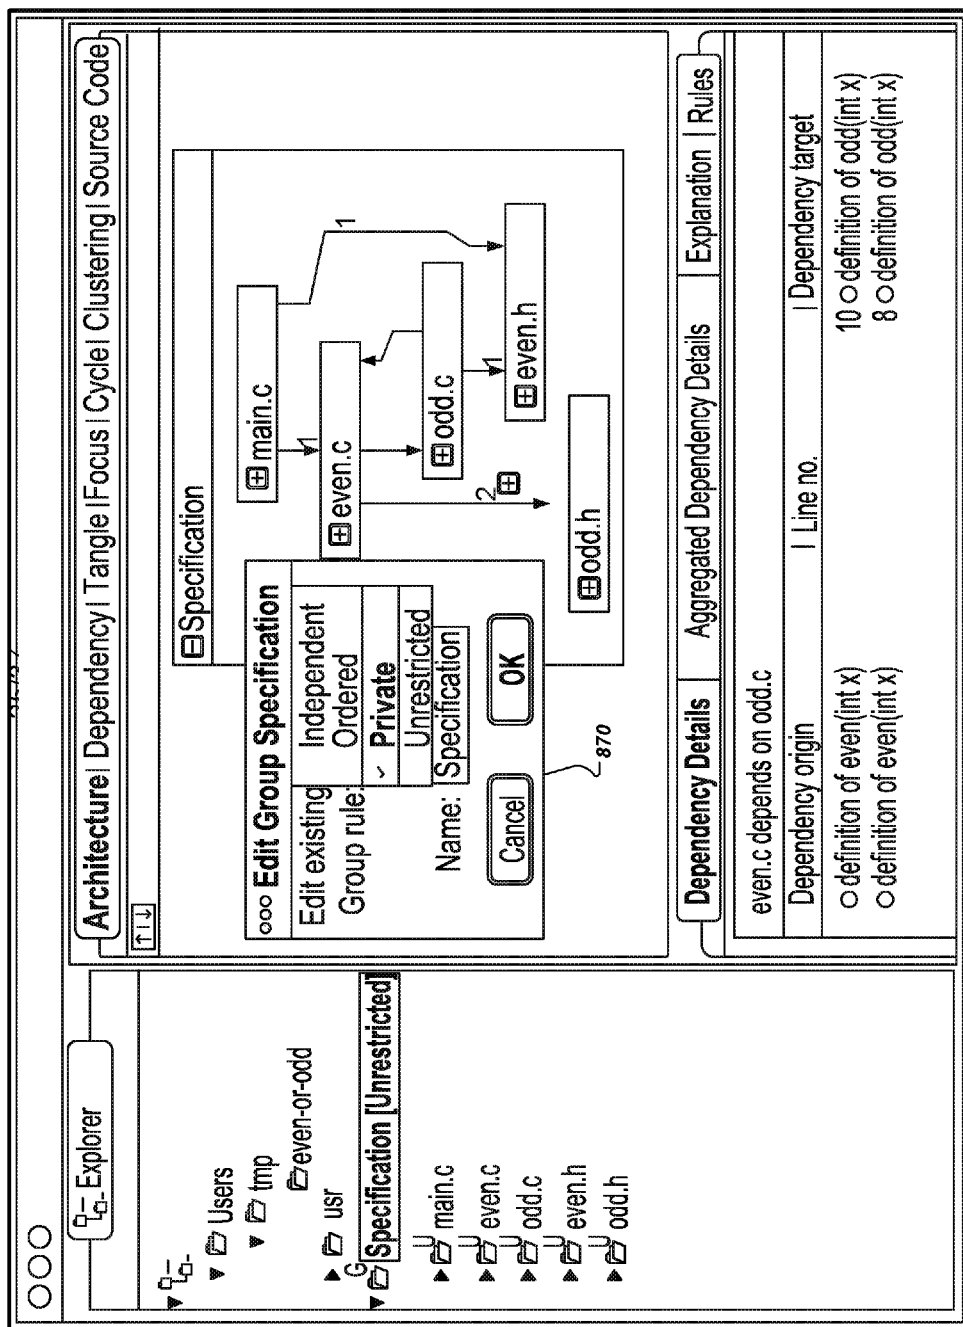 Explorer
Users
tmp
even-or-odd
usr
G
Specification [Unrestricted]
main.c
even.c
odd.c
even.h
odd.h
Architecture | Dependency | Tangle | Focus | Cycle | Clustering | Source Code
↑|↓
Specification
main.c
1
1
even.c
odd.c
1
even.h
2
odd.h
Edit Group Specification
Edit existing
Group rule:
Independent
Ordered
✓ Private
Unrestricted
Name: Specification
Cancel
OK
870
Dependency Details
Aggregated Dependency Details
Explanation | Rules
even.c depends on odd.c
Dependency origin | Line no. | Dependency target
definition of even(int x) 10 definition of odd(int x)
definition of even(int x) 8 definition of odd(int x)